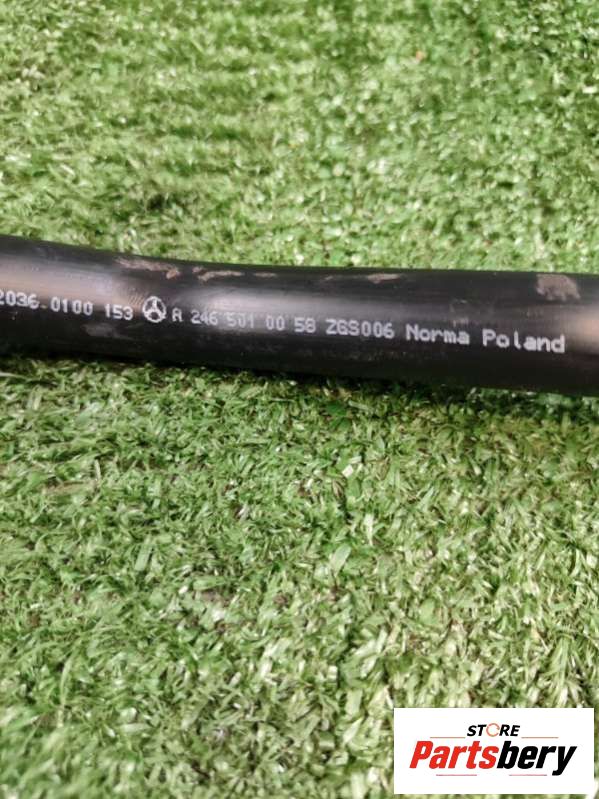 2036.0100 153 A 246 501 00 58 ZGS006 Norma Poland
STORE
Partsbery